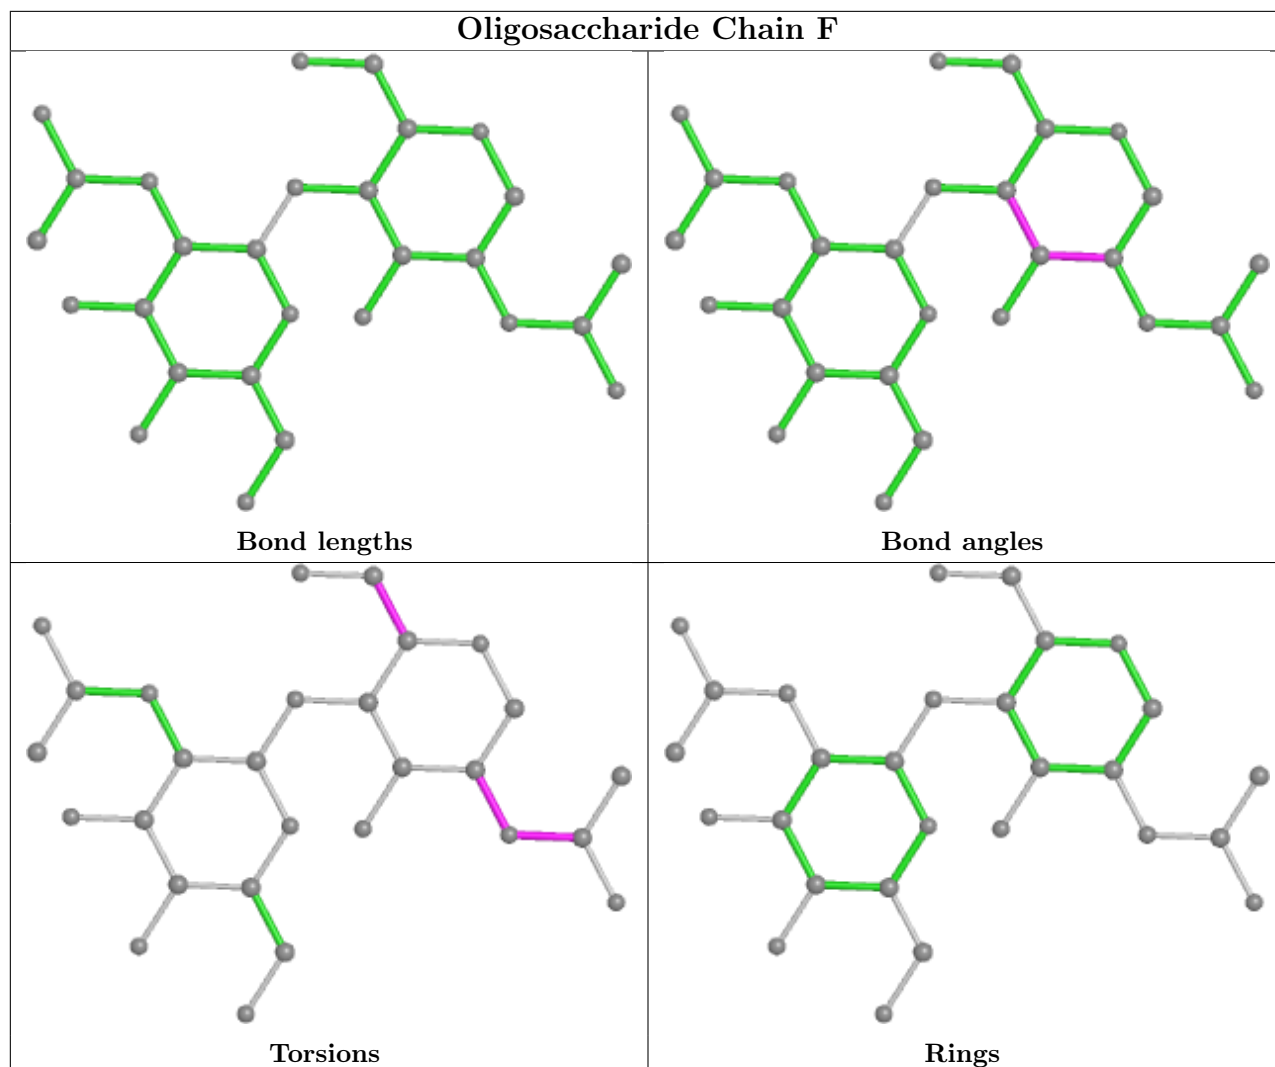 Oligosaccharide Chain F
Bond lengths
Bond angles
Torsions
Rings